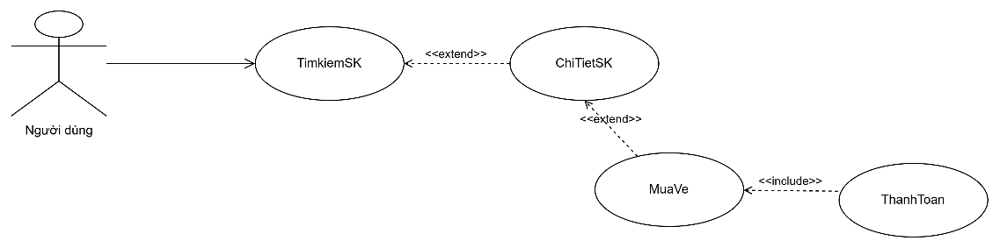 TimkiemSK
<<extend>>
ChiTietSK
<<extend>>
Người dùng
MuaVe
<<include>>
ThanhToan